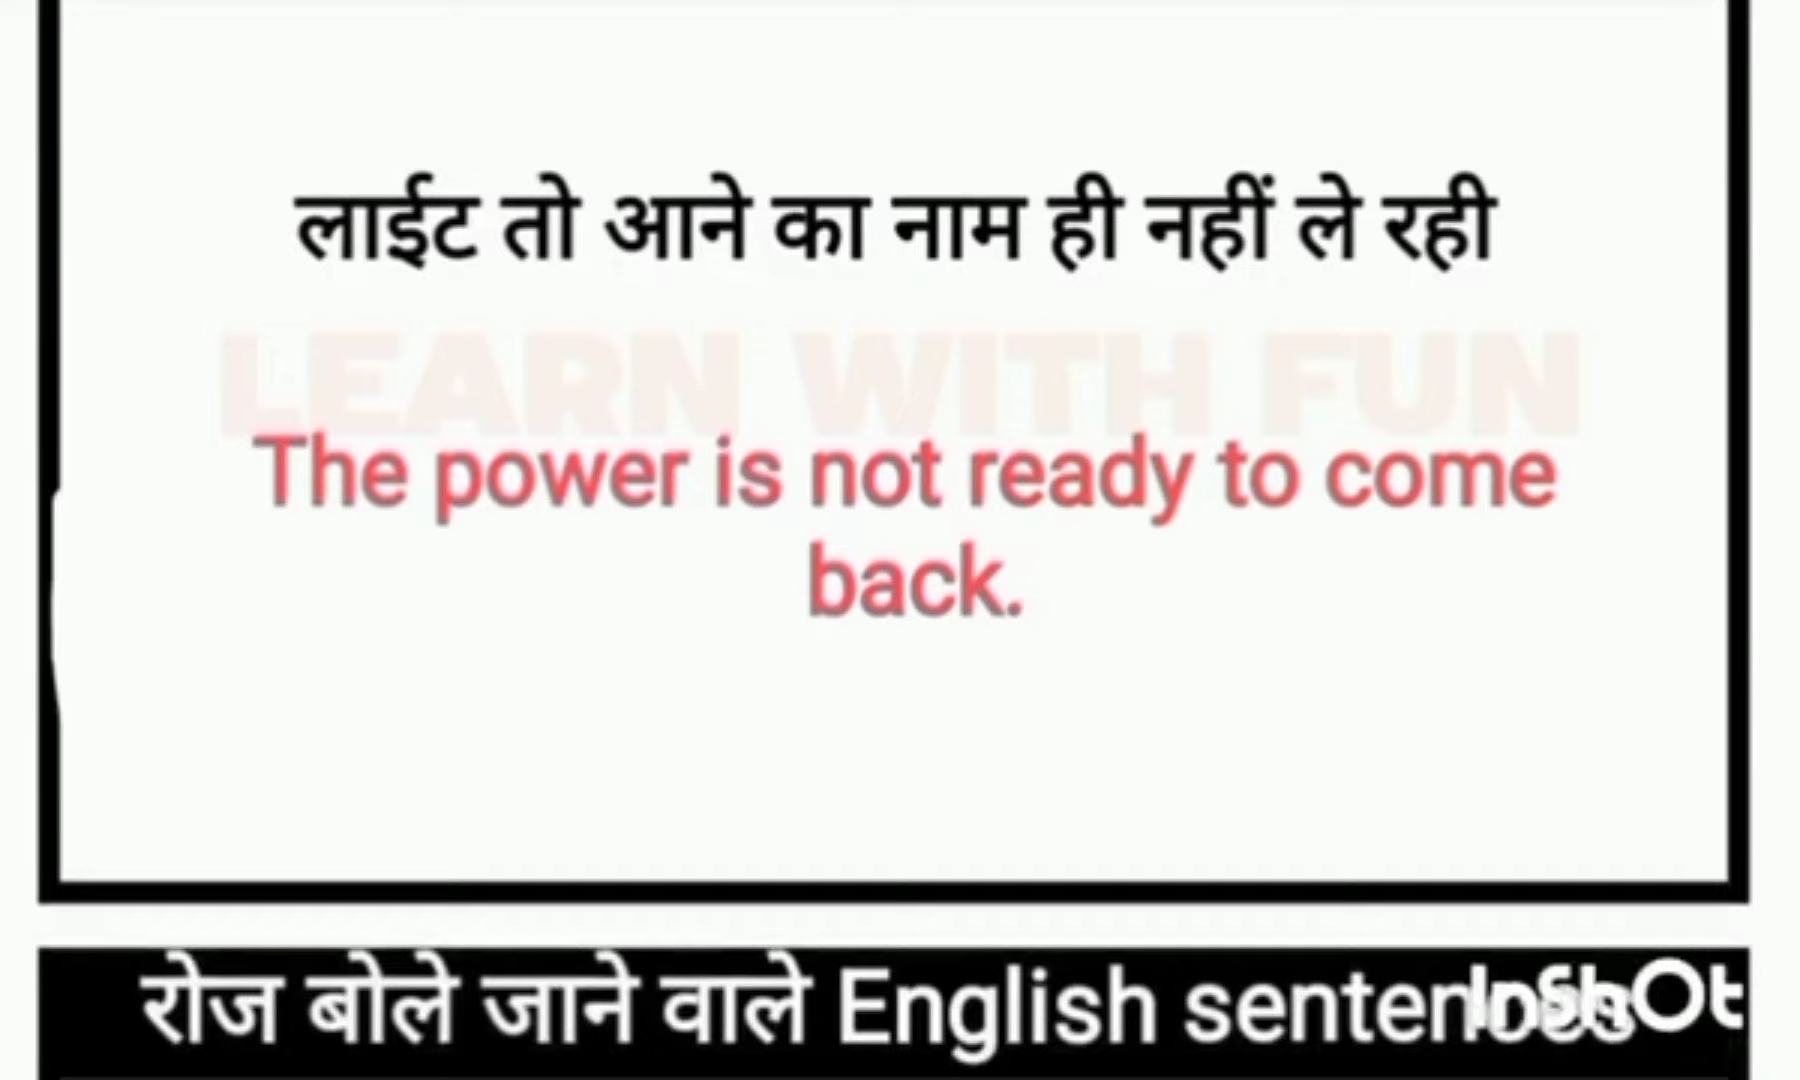 लाईट तो आने का नाम ही नहीं ले रही
LEARN WITH FUN
The power is not ready to come
back.
रोज बोले जाने वाले English sentences
InShOt